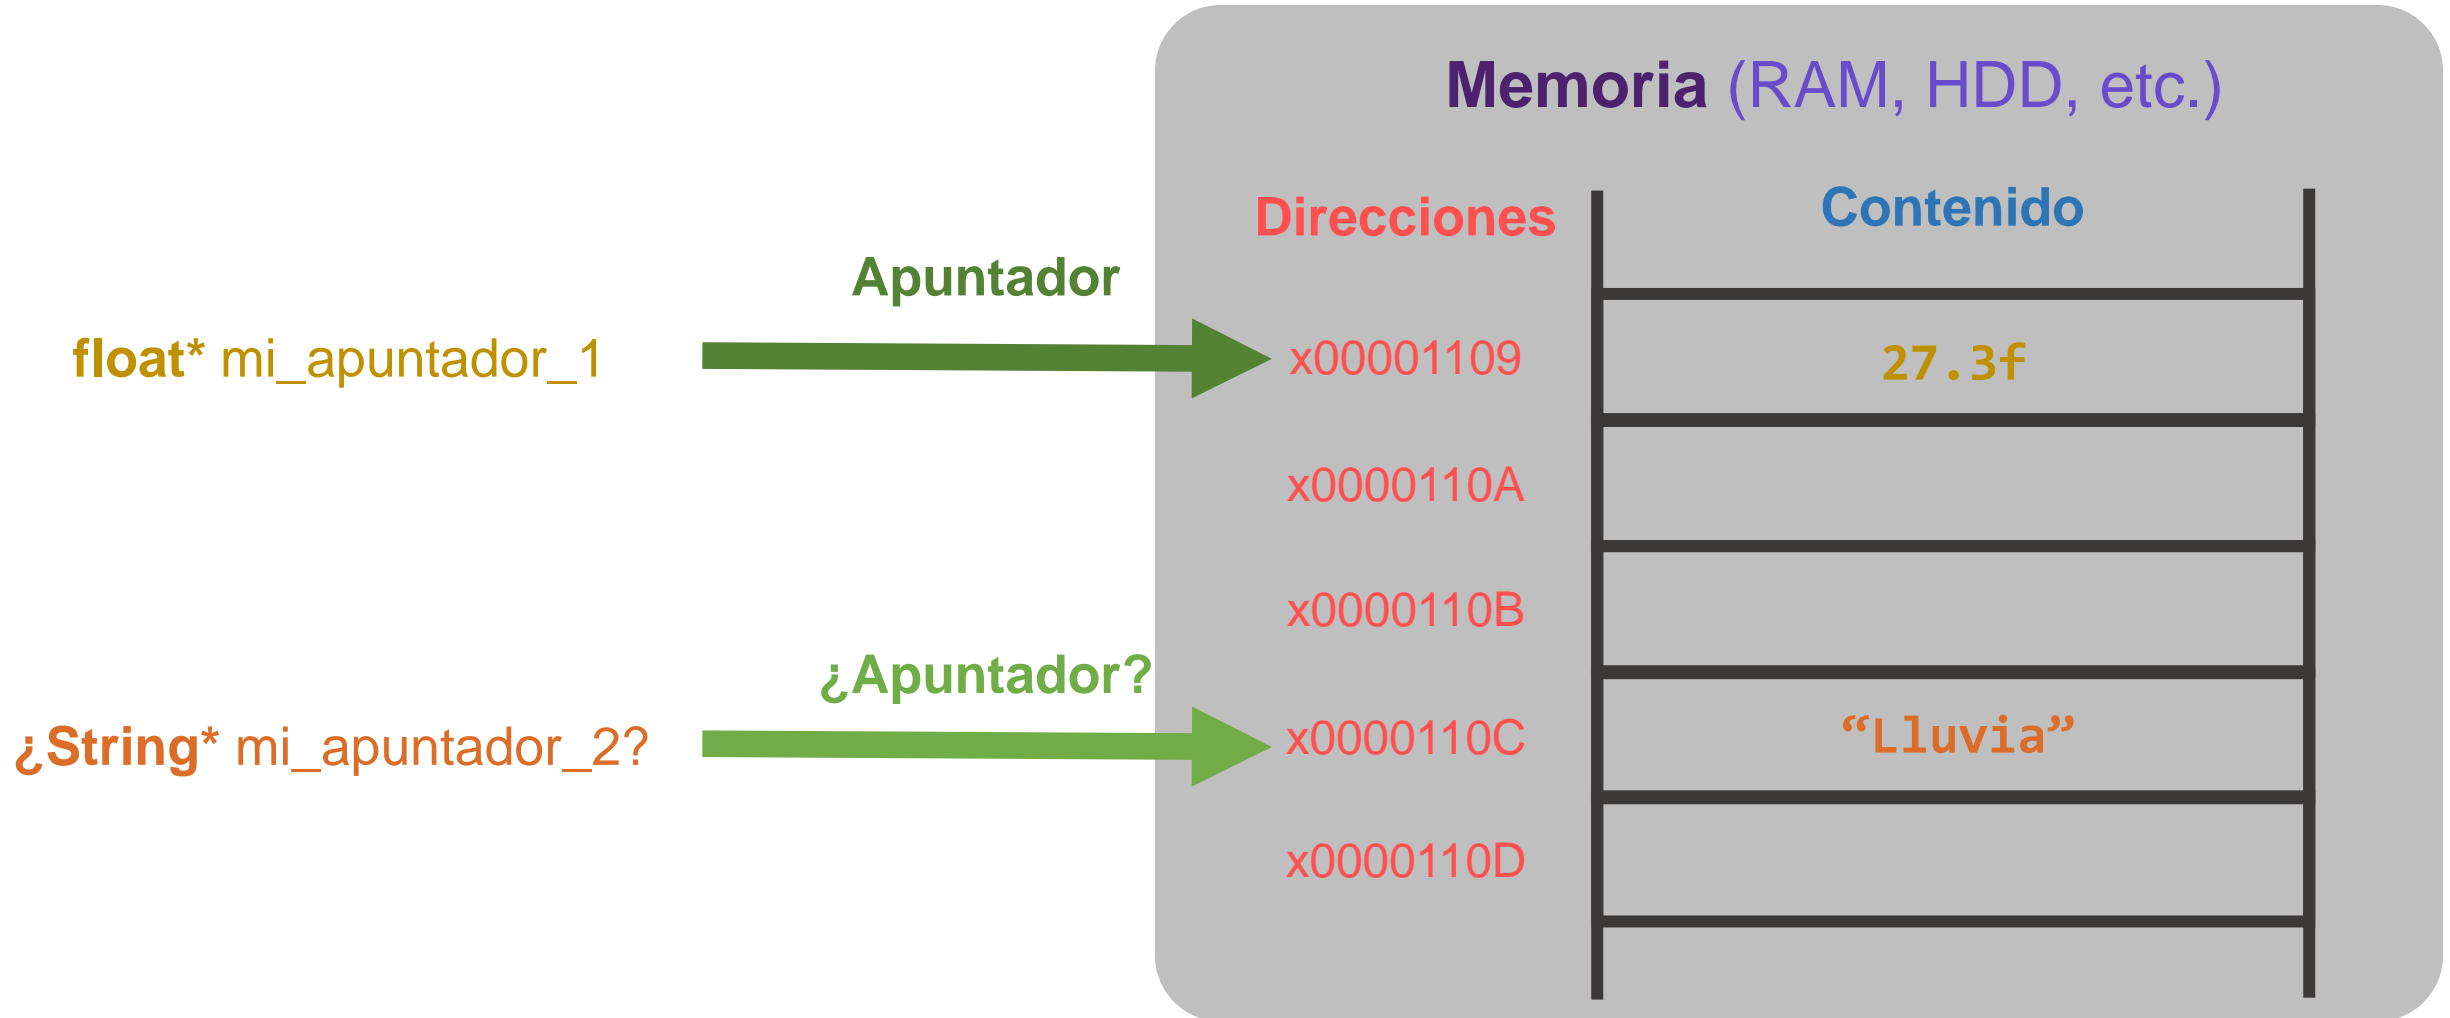 Memoria (RAM, HDD, etc.)
Direcciones
Contenido
Apuntador
float* mi_apuntador_1
x00001109
27.3f
x0000110A
x0000110B
¿Apuntador?
¿String* mi_apuntador_2?
x0000110C
“Lluvia”
x0000110D